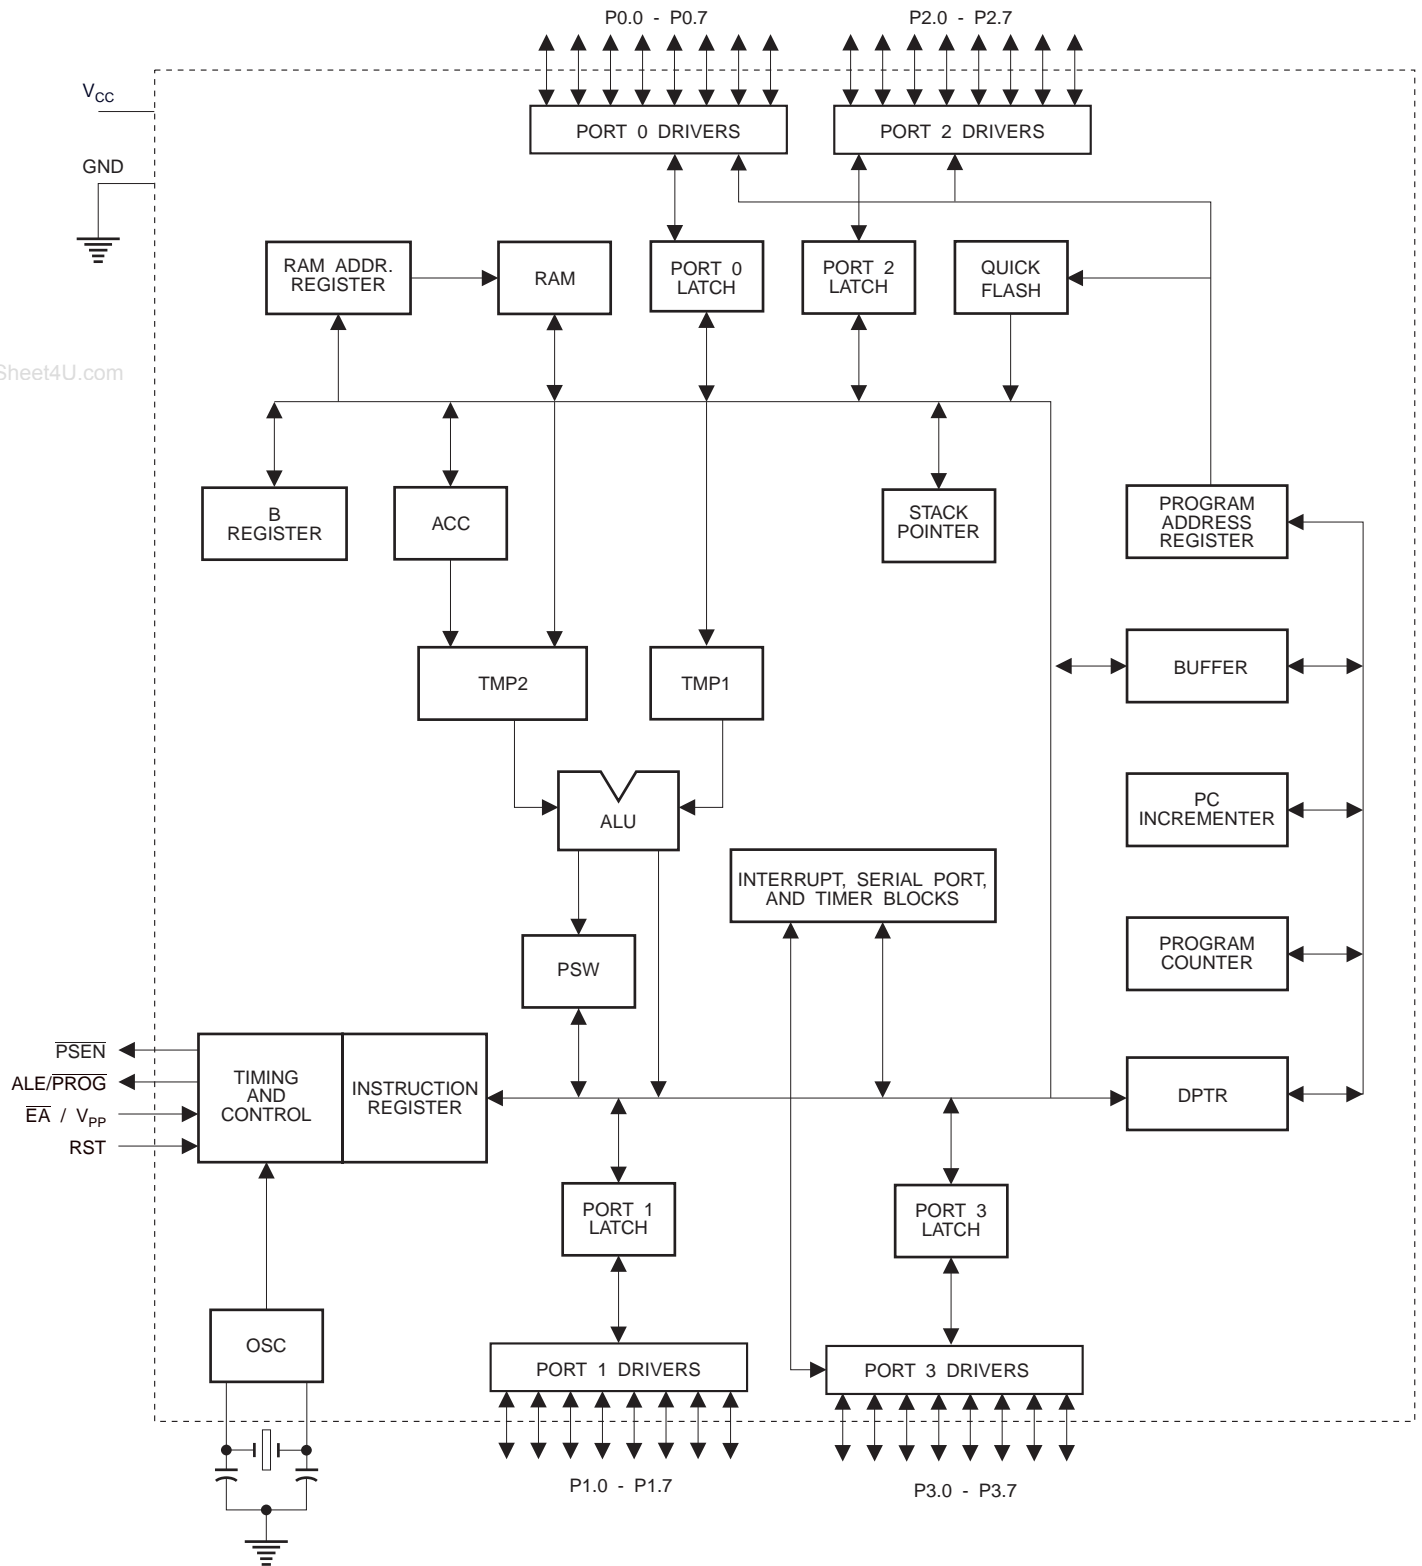 P0.0 - P0.7
P2.0 - P2.7
VCC
GND
PORT 0 DRIVERS
PORT 2 DRIVERS
RAM ADDR.
REGISTER
RAM
PORT 0
LATCH
PORT 2
LATCH
QUICK
FLASH
Sheet4U.com
B
REGISTER
ACC
STACK
POINTER
PROGRAM
ADDRESS
REGISTER
TMP2
TMP1
BUFFER
ALU
PC
INCREMENTER
INTERRUPT, SERIAL PORT,
AND TIMER BLOCKS
PSW
PROGRAM
COUNTER
PSEN
ALE/PROG
EA / VPP
RST
TIMING
AND
CONTROL
INSTRUCTION
REGISTER
DPTR
PORT 1
LATCH
PORT 3
LATCH
OSC
PORT 1 DRIVERS
PORT 3 DRIVERS
P1.0 - P1.7
P3.0 - P3.7